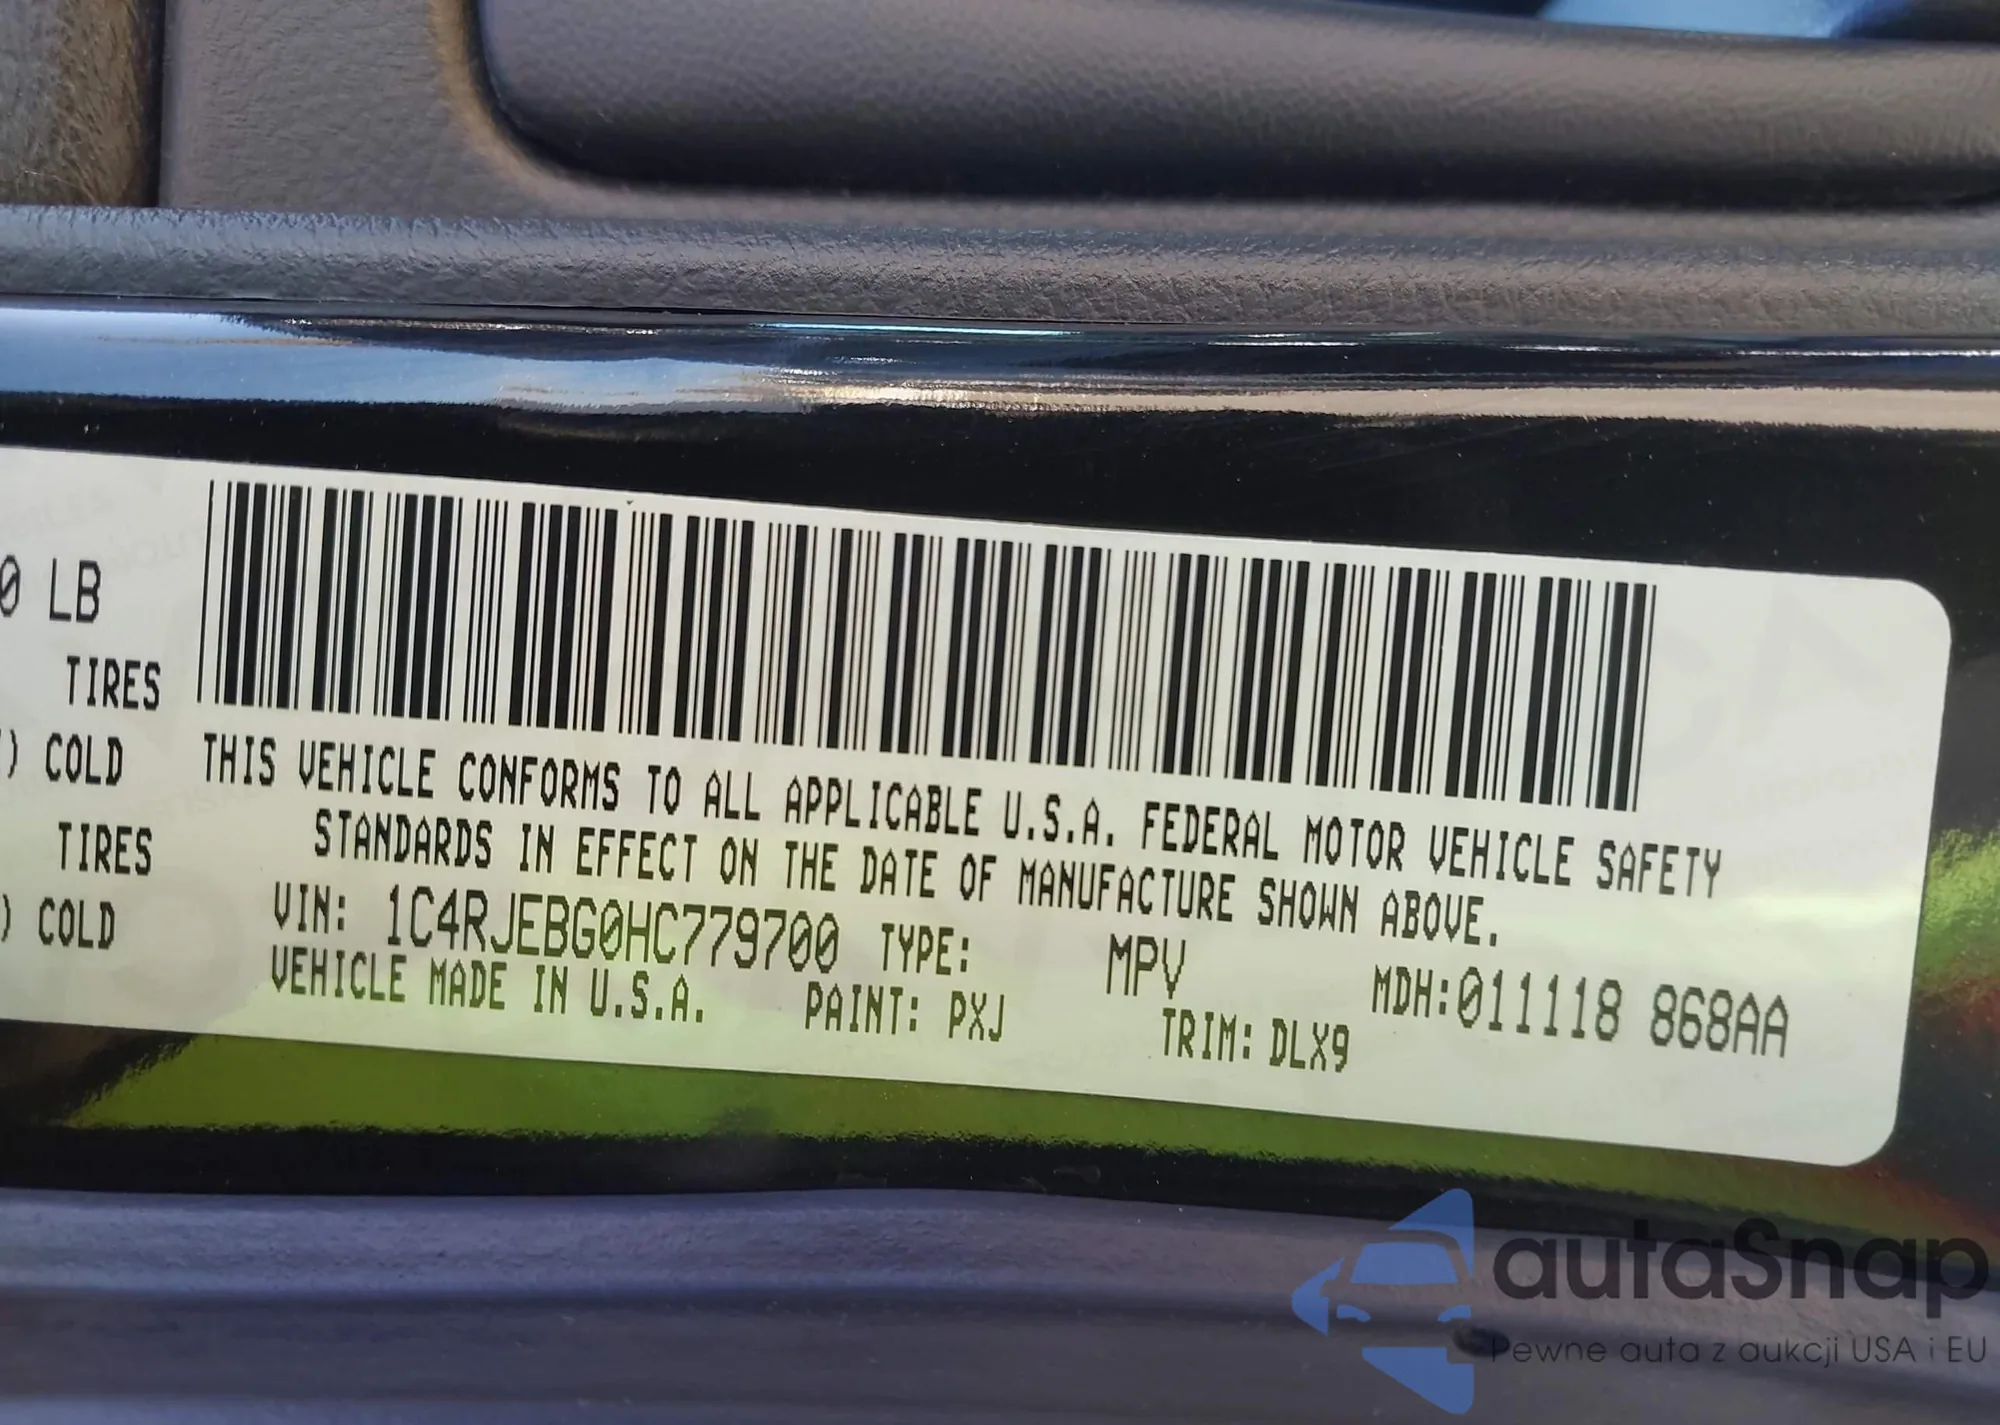 0 LB
TIRES
) COLD
TIRES
) COLD
THIS VEHICLE CONFORMS TO ALL APPLICABLE U.S.A. FEDERAL MOTOR VEHICLE SAFETY
STANDARDS IN EFFECT ON THE DATE OF MANUFACTURE SHOWN ABOVE.
VIN: 1C4RJEBG0HC779700 TYPE: MPV MDH:011118 868AA
VEHICLE MADE IN U.S.A. PAINT: PXJ TRIM: DLX9
autaSnap
Pewne auta z aukcji USA i EU